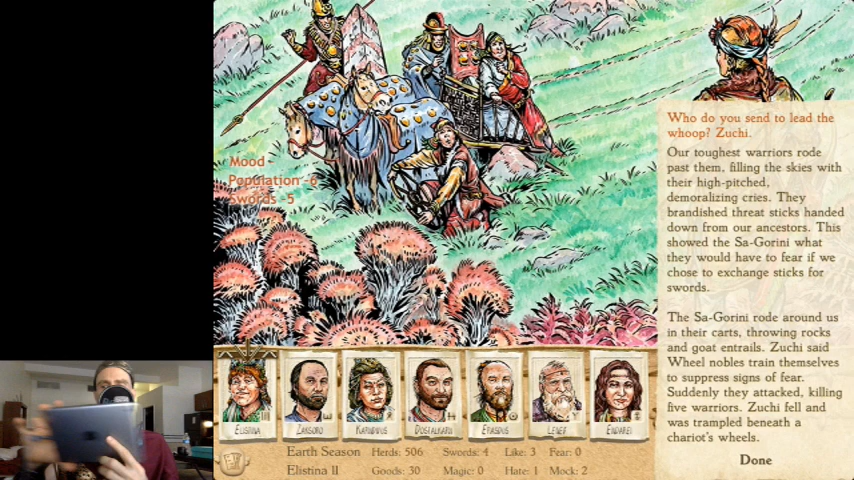 Who do you send to lead the
whoop? Zuchi.
Our toughest warriors rode
past them, filling the skies with
their high-pitched,
demoralizing cries. They
brandished threat sticks handed
down from our ancestors. This
showed the Sa-Gorini what
they would have to fear if we
chose to exchange sticks for
swords.
The Sa-Gorini rode around us
in their carts, throwing rocks
and goat entrails. Zuchi said
Wheel nobles train themselves
to suppress signs of fear.
Suddenly they attacked, killing
five warriors. Zuchi fell and
was trampled beneath a
chariot's wheels.
Done
Mood
Population -6
Swords -5
Elistina
Dostalkarn
Erasdus
Lenef
Earth Season Herds: 506 Swords: 4 Like: 3 Fear: 0
Elistina II Goods: 30 Magic: 0 Hate: 1 Mock: 2